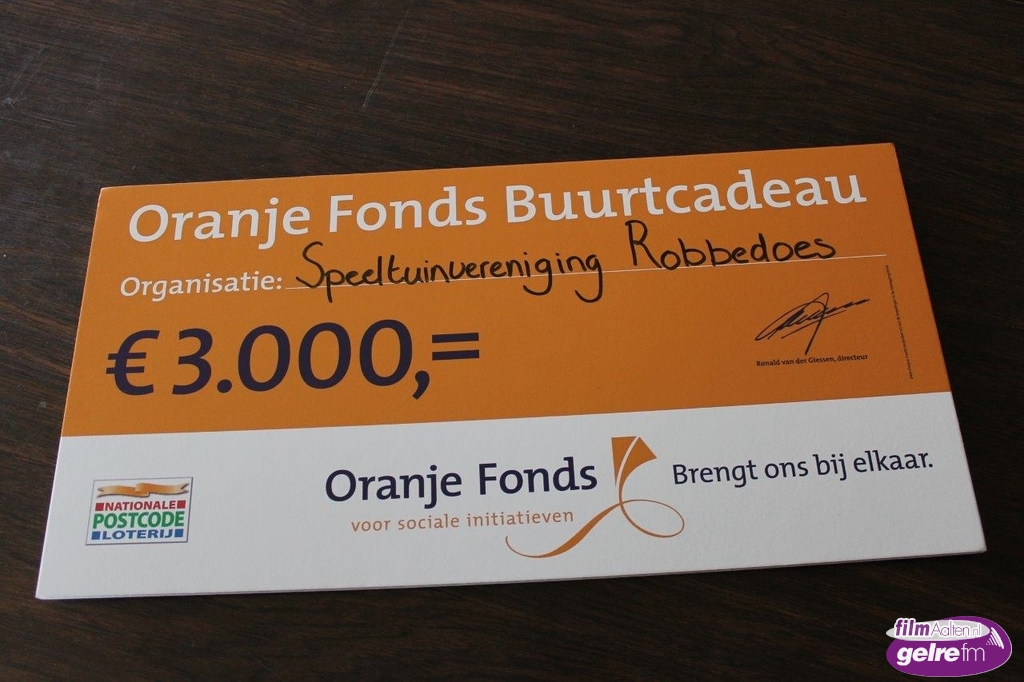 Oranje Fonds Buurtcadeau
Organisatie: Speeltuinvereniging Robbedoes
€ 3.000,=
Ronald van der Giessen, directeur
Oranje Fonds
voor sociale initiatieven
Brengt ons bij elkaar.
NATIONALE
POSTCODE
LOTERIJ
filmAalten.nl
gelre fm